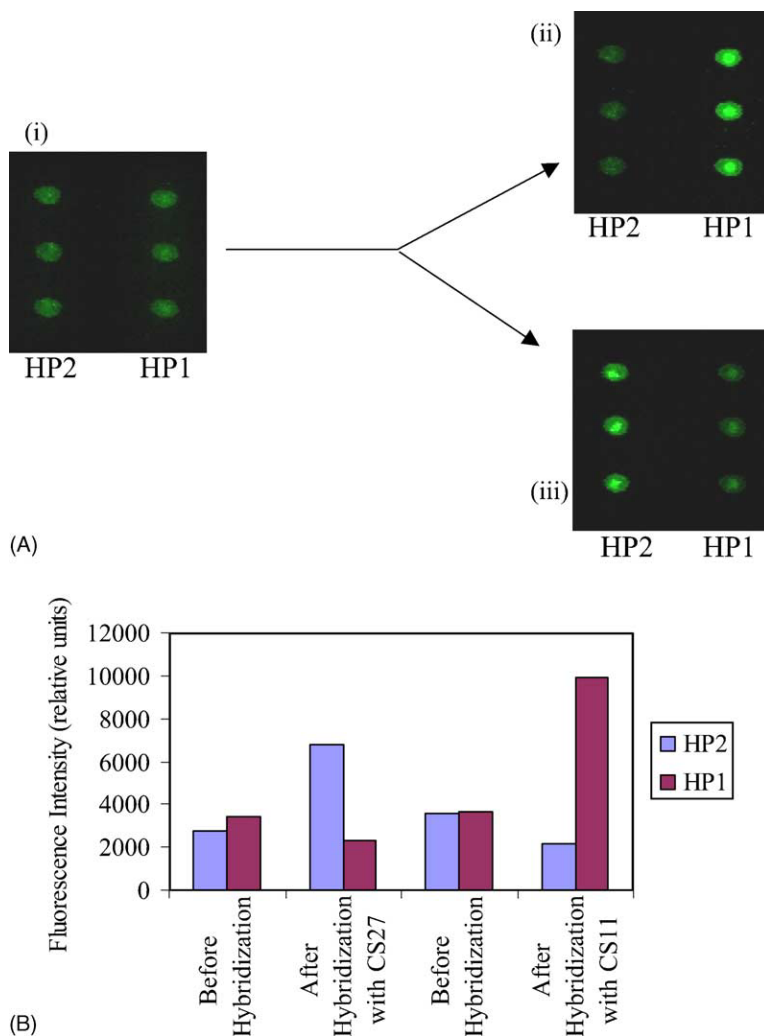 (ii)
(i)
HP2 HP1
HP2 HP1
(iii)
HP2 HP1
(A)
Fluorescence Intensity (relative units)
12000
10000
8000
6000
4000
2000
0
HP2
HP1
Before
Hybridization
After
Hybridization
with CS27
Before
Hybridization
After
Hybridization
with CS11
(B)